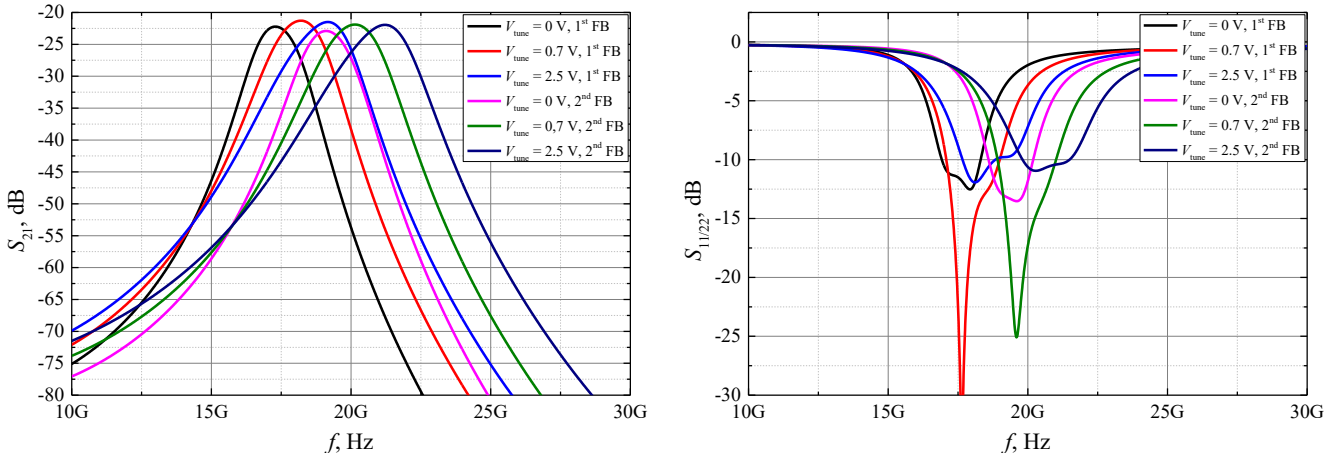 -20
-25
-30
-35
-40
-45
-50
-55
-60
-65
-70
-75
-80
S21, dB
10G 15G 20G 25G 30G
f, Hz
Vtune = 0 V, 1st FB
Vtune = 0.7 V, 1st FB
Vtune = 2.5 V, 1st FB
Vtune = 0 V, 2nd FB
Vtune = 0,7 V, 2nd FB
Vtune = 2.5 V, 2nd FB
0
-5
-10
-15
-20
-25
-30
S11/22, dB
10G 15G 20G 25G 30G
f, Hz
Vtune = 0 V, 1st FB
Vtune = 0.7 V, 1st FB
Vtune = 2.5 V, 1st FB
Vtune = 0 V, 2nd FB
Vtune = 0.7 V, 2nd FB
Vtune = 2.5 V, 2nd FB